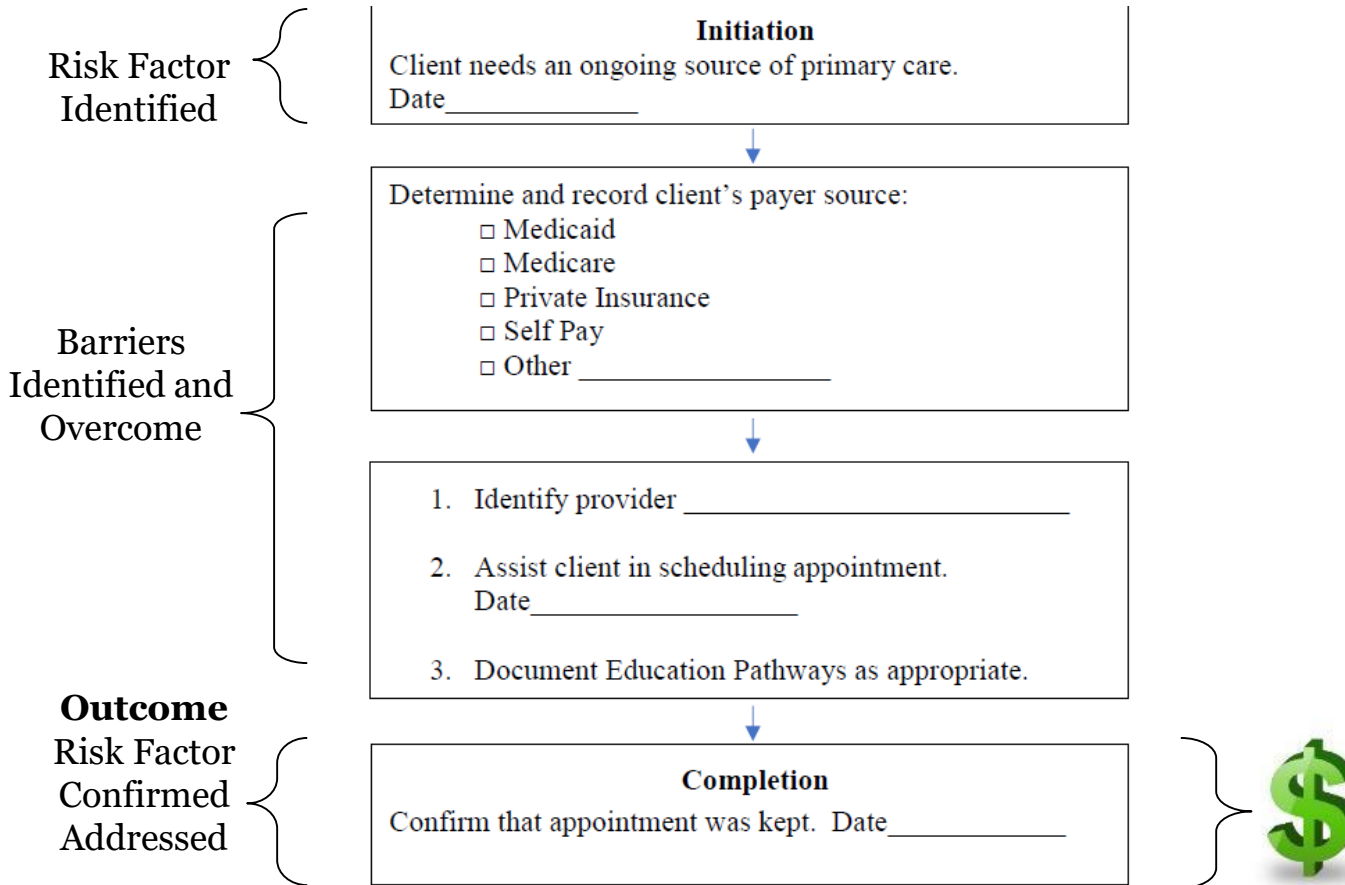 Risk Factor
Identified
Initiation
Client needs an ongoing source of primary care.
Date______________
Barriers
Identified and
Overcome
Determine and record client’s payer source:
□ Medicaid
□ Medicare
□ Private Insurance
□ Self Pay
□ Other __________________
1. Identify provider ____________________________
2. Assist client in scheduling appointment.
Date___________________
3. Document Education Pathways as appropriate.
Outcome
Risk Factor
Confirmed
Addressed
Completion
Confirm that appointment was kept. Date_____________
$